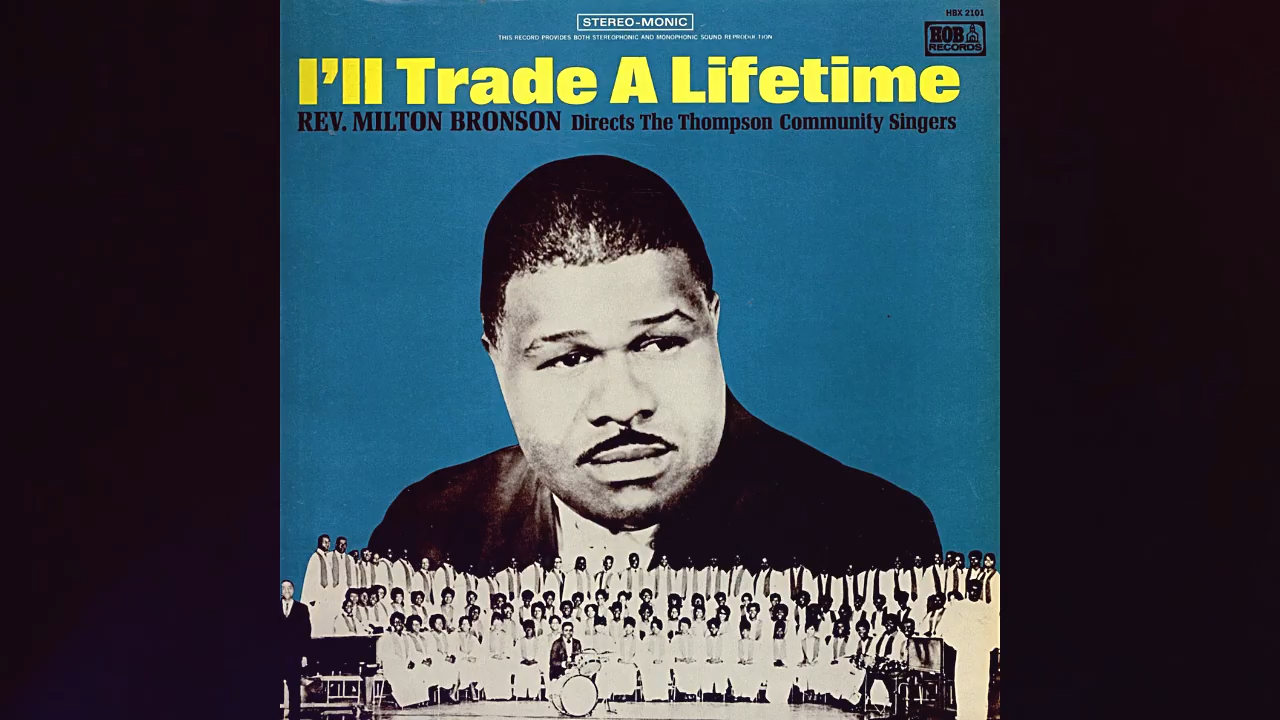 HBX 2101
STEREO-MONIC
THIS RECORD PROVIDES BOTH STEREOPHONIC AND MONOPHONIC SOUND REPRODUCTION
HOB
RECORDS
I'll Trade A Lifetime
REV. MILTON BRONSON Directs The Thompson Community Singers